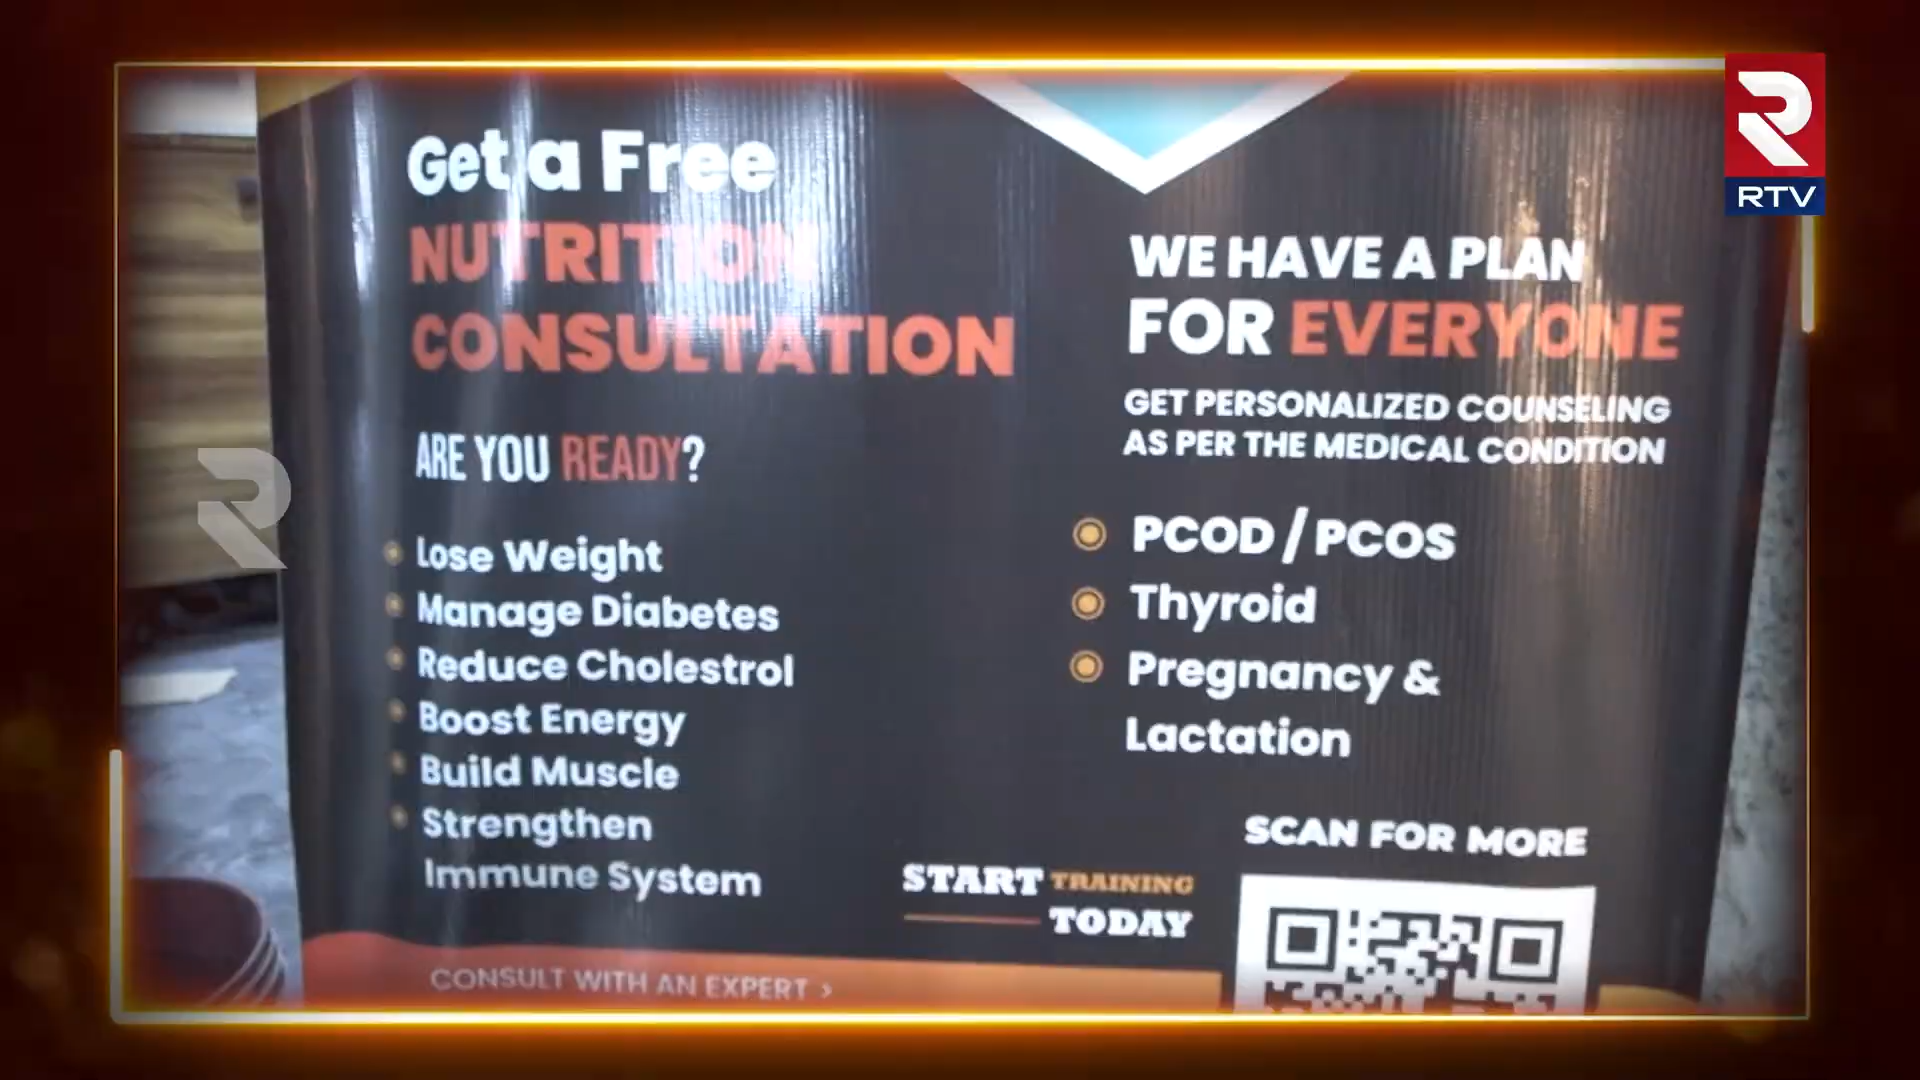 Get a Free
NUTRITION
CONSULTATION
ARE YOU READY?
Lose Weight
Manage Diabetes
Reduce Cholestrol
Boost Energy
Build Muscle
Strengthen
Immune System
CONSULT WITH AN EXPERT >
START TRAINING
TODAY
WE HAVE A PLAN
FOR EVERYONE
GET PERSONALIZED COUNSELING
AS PER THE MEDICAL CONDITION
PCOD / PCOS
Thyroid
Pregnancy &
Lactation
SCAN FOR MORE
RTV